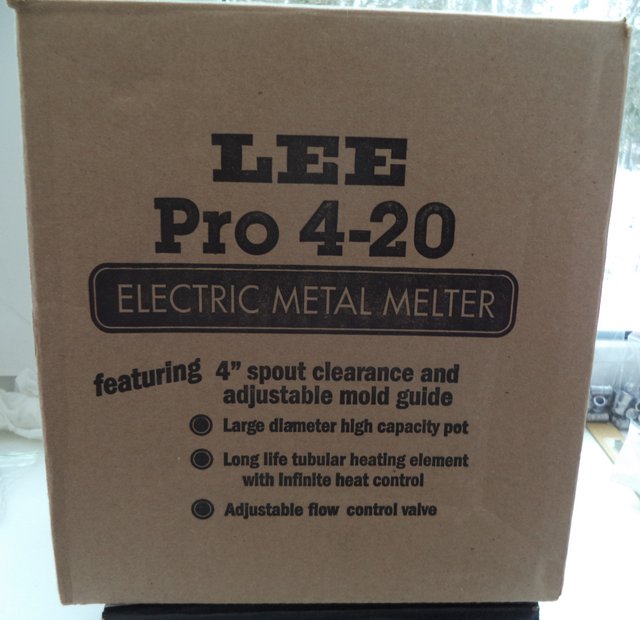 LEE
Pro 4-20
ELECTRIC METAL MELTER
featuring 4" spout clearance and
adjustable mold guide
Large diameter high capacity pot
Long life tubular heating element
with infinite heat control
Adjustable flow control valve